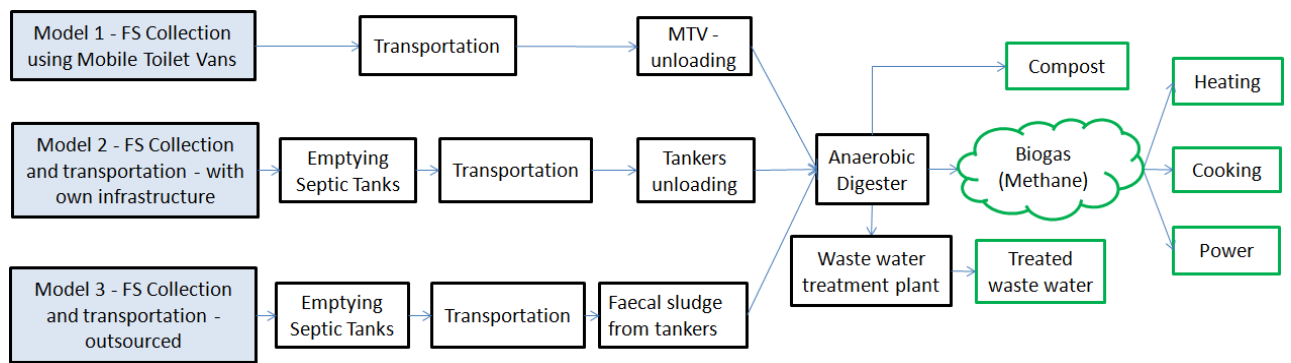 Model 1 - FS Collection
using Mobile Toilet Vans
Transportation
MTV -
unloading
Compost
Heating
Model 2 - FS Collection
and transportation - with
own infrastructure
Emptying
Septic Tanks
Transportation
Tankers
unloading
Anaerobic
Digester
Biogas
(Methane)
Cooking
Waste water
treatment plant
Treated
waste water
Power
Model 3 - FS Collection
and transportation -
outsourced
Emptying
Septic Tanks
Transportation
Faecal sludge
from tankers